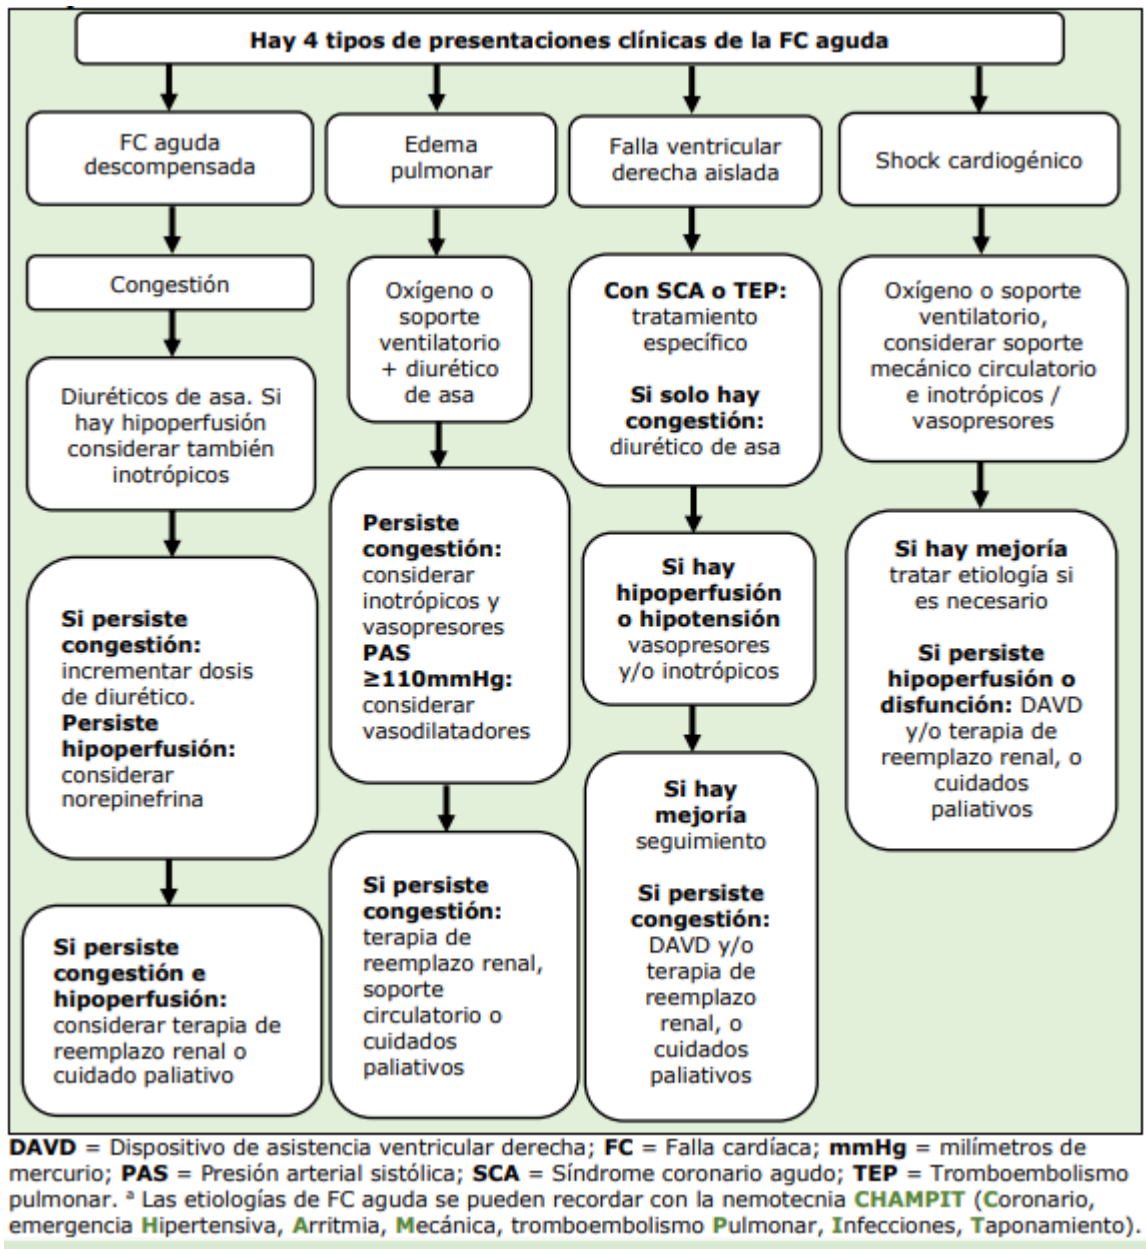 Hay 4 tipos de presentaciones clínicas de la FC aguda
FC aguda
descompensada
Congestión
Diuréticos de asa. Si
hay hipoperfusión
considerar también
inotrópicos
Si persiste
congestión:
incrementar dosis
de diurético.
Persiste
hipoperfusión:
considerar
norepinefrina
Si persiste
congestión e
hipoperfusión:
considerar terapia de
reemplazo renal o
cuidado paliativo
Edema
pulmonar
Oxígeno o
soporte
ventilatorio
+ diurético
de asa
Persiste
congestión:
considerar
inotrópicos y
vasopresores
PAS
≥110mmHg:
considerar
vasodilatadores
Si persiste
congestión:
terapia de
reemplazo renal,
soporte
circulatorio o
cuidados
paliativos
Falla ventricular
derecha aislada
Con SCA o TEP:
tratamiento
específico
Si solo hay
congestión:
diurético de asa
Si hay
hipoperfusión
o hipotensión
vasopresores
y/o inotrópicos
Si hay
mejoría
seguimiento
Si persiste
congestión:
DAVD y/o
terapia de
reemplazo
renal, o
cuidados
paliativos
Shock cardiogénico
Oxígeno o soporte
ventilatorio,
considerar soporte
mecánico circulatorio
e inotrópicos /
vasopresores
Si hay mejoría
tratar etiología si
es necesario
Si persiste
hipoperfusión o
disfunción: DAVD
y/o terapia de
reemplazo renal, o
cuidados
paliativos
DAVD = Dispositivo de asistencia ventricular derecha; FC = Falla cardíaca; mmHg = milímetros de
mercurio; PAS = Presión arterial sistólica; SCA = Síndrome coronario agudo; TEP = Tromboembolismo
pulmonar. ª Las etiologías de FC aguda se pueden recordar con la nemotecnia CHAMPIT (Coronario,
emergencia Hipertensiva, Arritmia, Mecánica, tromboembolismo Pulmonar, Infecciones, Taponamiento).